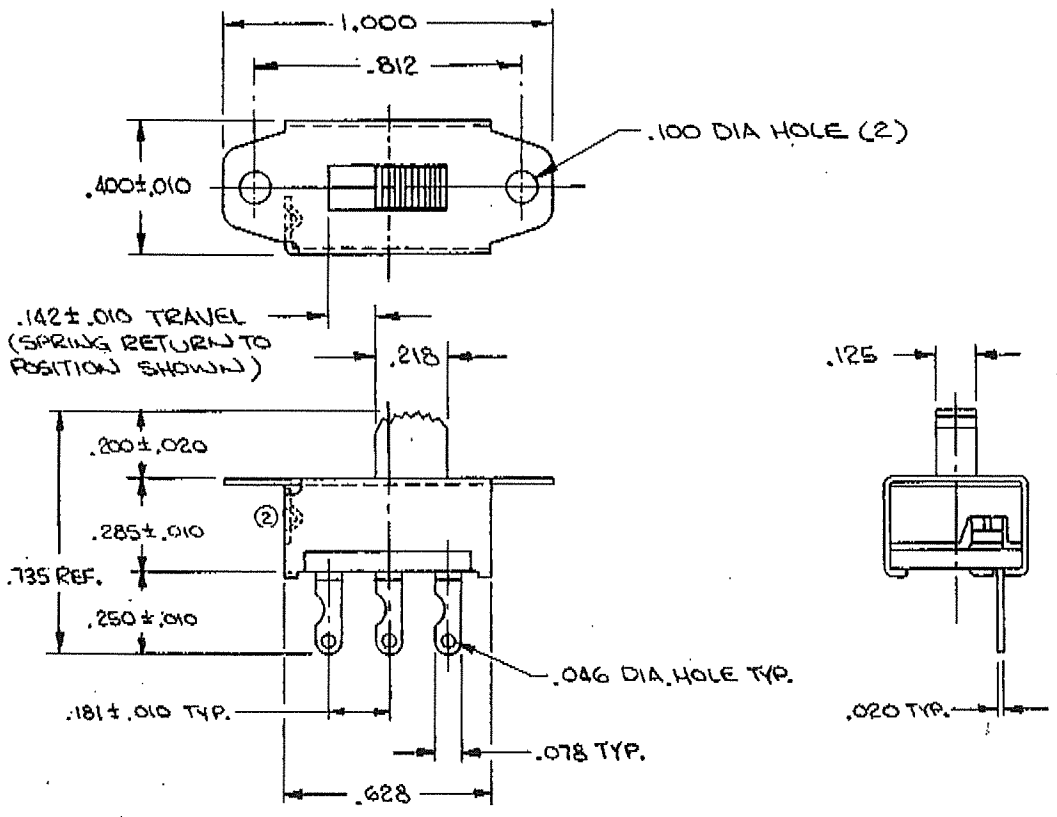 1.000
.812
.100 DIA HOLE (2)
.400±.010
.142±.010 TRAVEL
(SPRING RETURN TO
POSITION SHOWN)
.218
.125
.200±.020
2
.285±.010
.735 REF.
.250±.010
.046 DIA. HOLE TYP.
.181±.010 TYP.
.020 TYP.
.078 TYP.
.628